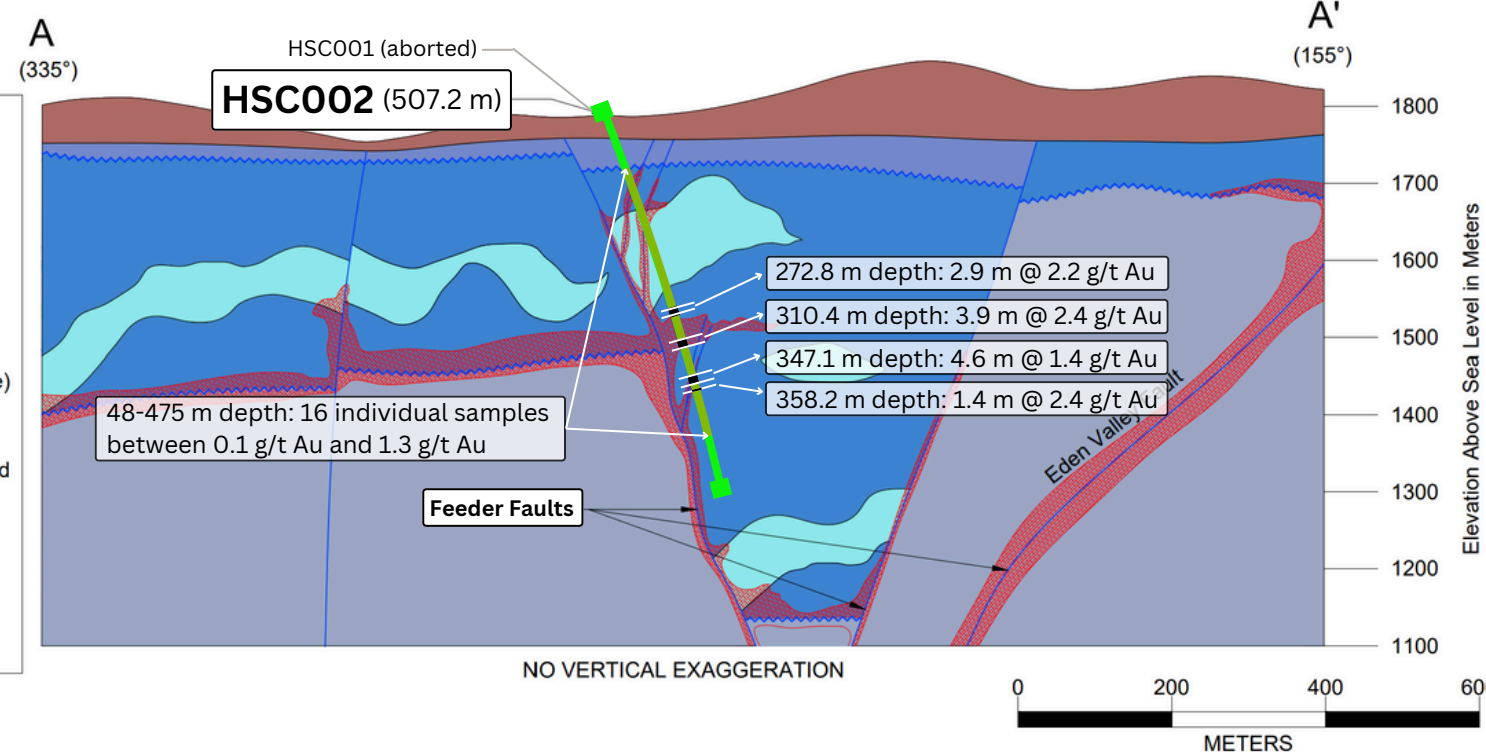 A
(335°)
HSC001 (aborted)
HSC002 (507.2 m)
A'
(155°)
1800
1700
1600
1500
1400
1300
1200
1100
Elevation Above Sea Level in Meters
272.8 m depth: 2.9 m @ 2.2 g/t Au
310.4 m depth: 3.9 m @ 2.4 g/t Au
347.1 m depth: 4.6 m @ 1.4 g/t Au
358.2 m depth: 1.4 m @ 2.4 g/t Au
48-475 m depth: 16 individual samples
between 0.1 g/t Au and 1.3 g/t Au
Eden Valley Fault
Feeder Faults
e)
d
NO VERTICAL EXAGGERATION
0 200 400 60
METERS